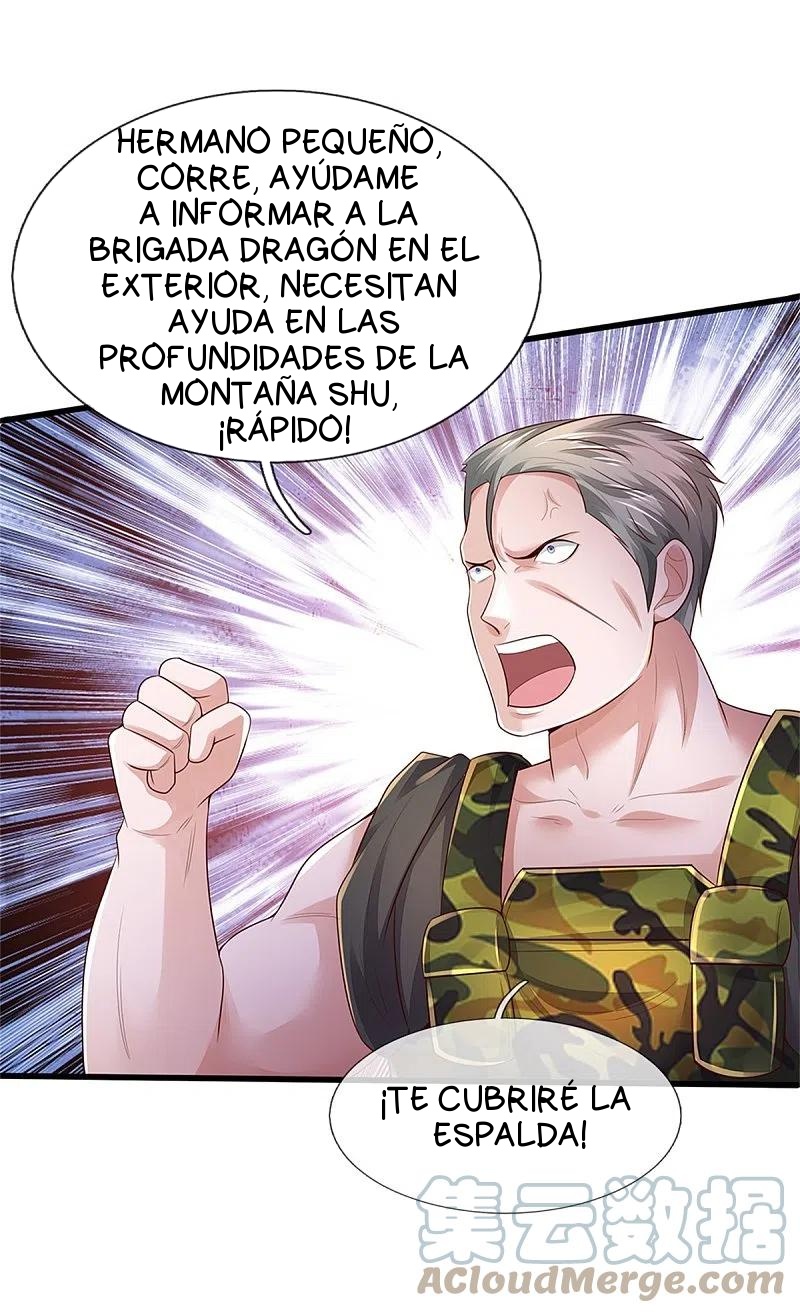 HERMANO PEQUEÑO,
CORRE, AYÚDAME
A INFORMAR A LA
BRIGADA DRAGÓN EN EL
EXTERIOR, NECESITAN
AYUDA EN LAS
PROFUNDIDADES DE LA
MONTAÑA SHU,
¡RÁPIDO!
¡TE CUBRIRÉ LA
ESPALDA!
集云数据
AcloudMerge.com